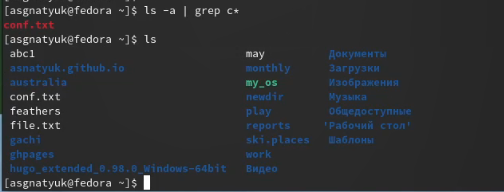 [asgnatyuk@fedora ~]$ ls -a | grep c*
conf.txt
[asgnatyuk@fedora ~]$ ls
abc1 may Документы
asnatyuk.github.io monthly Загрузки
australia my_os Изображения
conf.txt newdir Музыка
feathers play Общедоступные
file.txt reports 'Рабочий стол'
gachi ski.places Шаблоны
ghpages work
hugo_extended_0.98.0_Windows-64bit Видео
[asgnatyuk@fedora ~]$